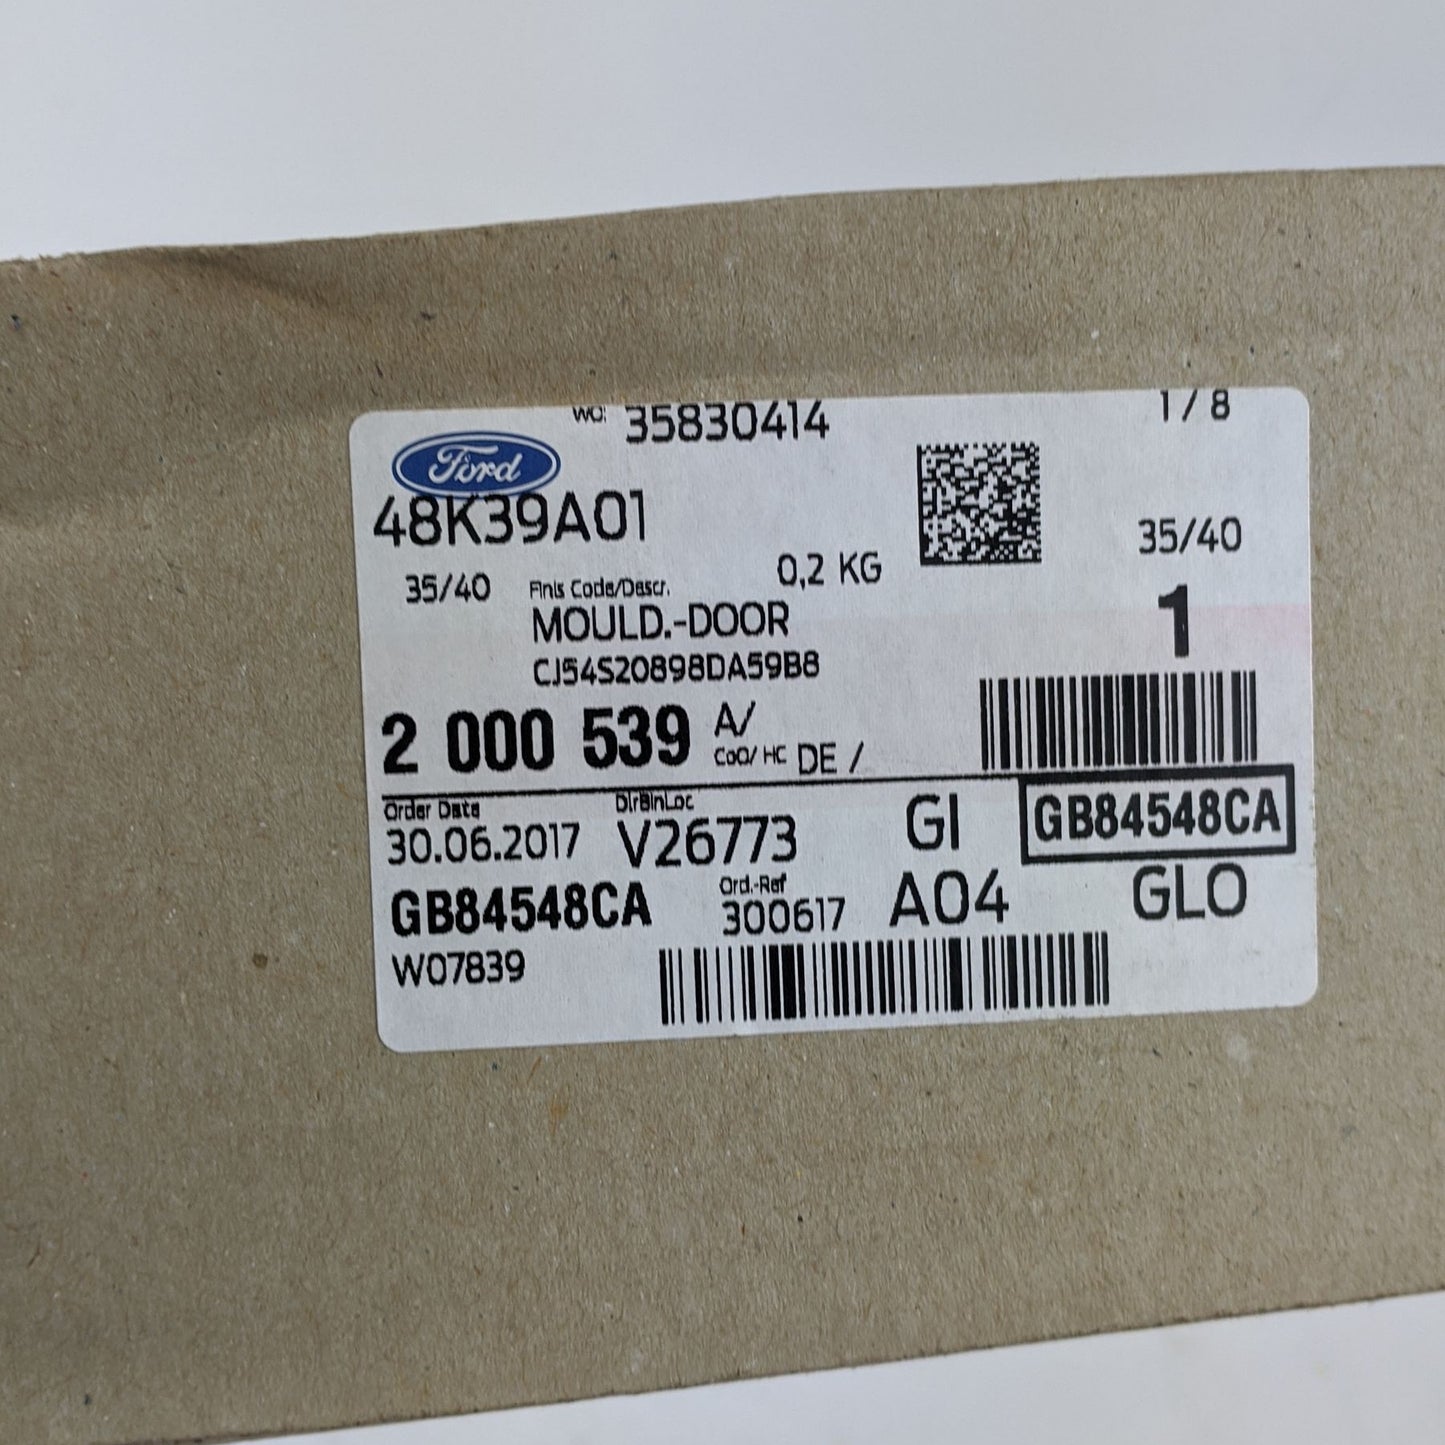 WO: 35830414 1/8
Ford
48K39A01
35/40 Finis Code/Descr. 0,2 KG 35/40
MOULD.-DOOR 1
CJ54S20898DA59B8
2 000 539 A/
CoO/ HC DE /
Order Date DlrBinLoc
30.06.2017 V26773 GI GB84548CA
GB84548CA Ord.-Ref 300617 A04 GLO
W07839